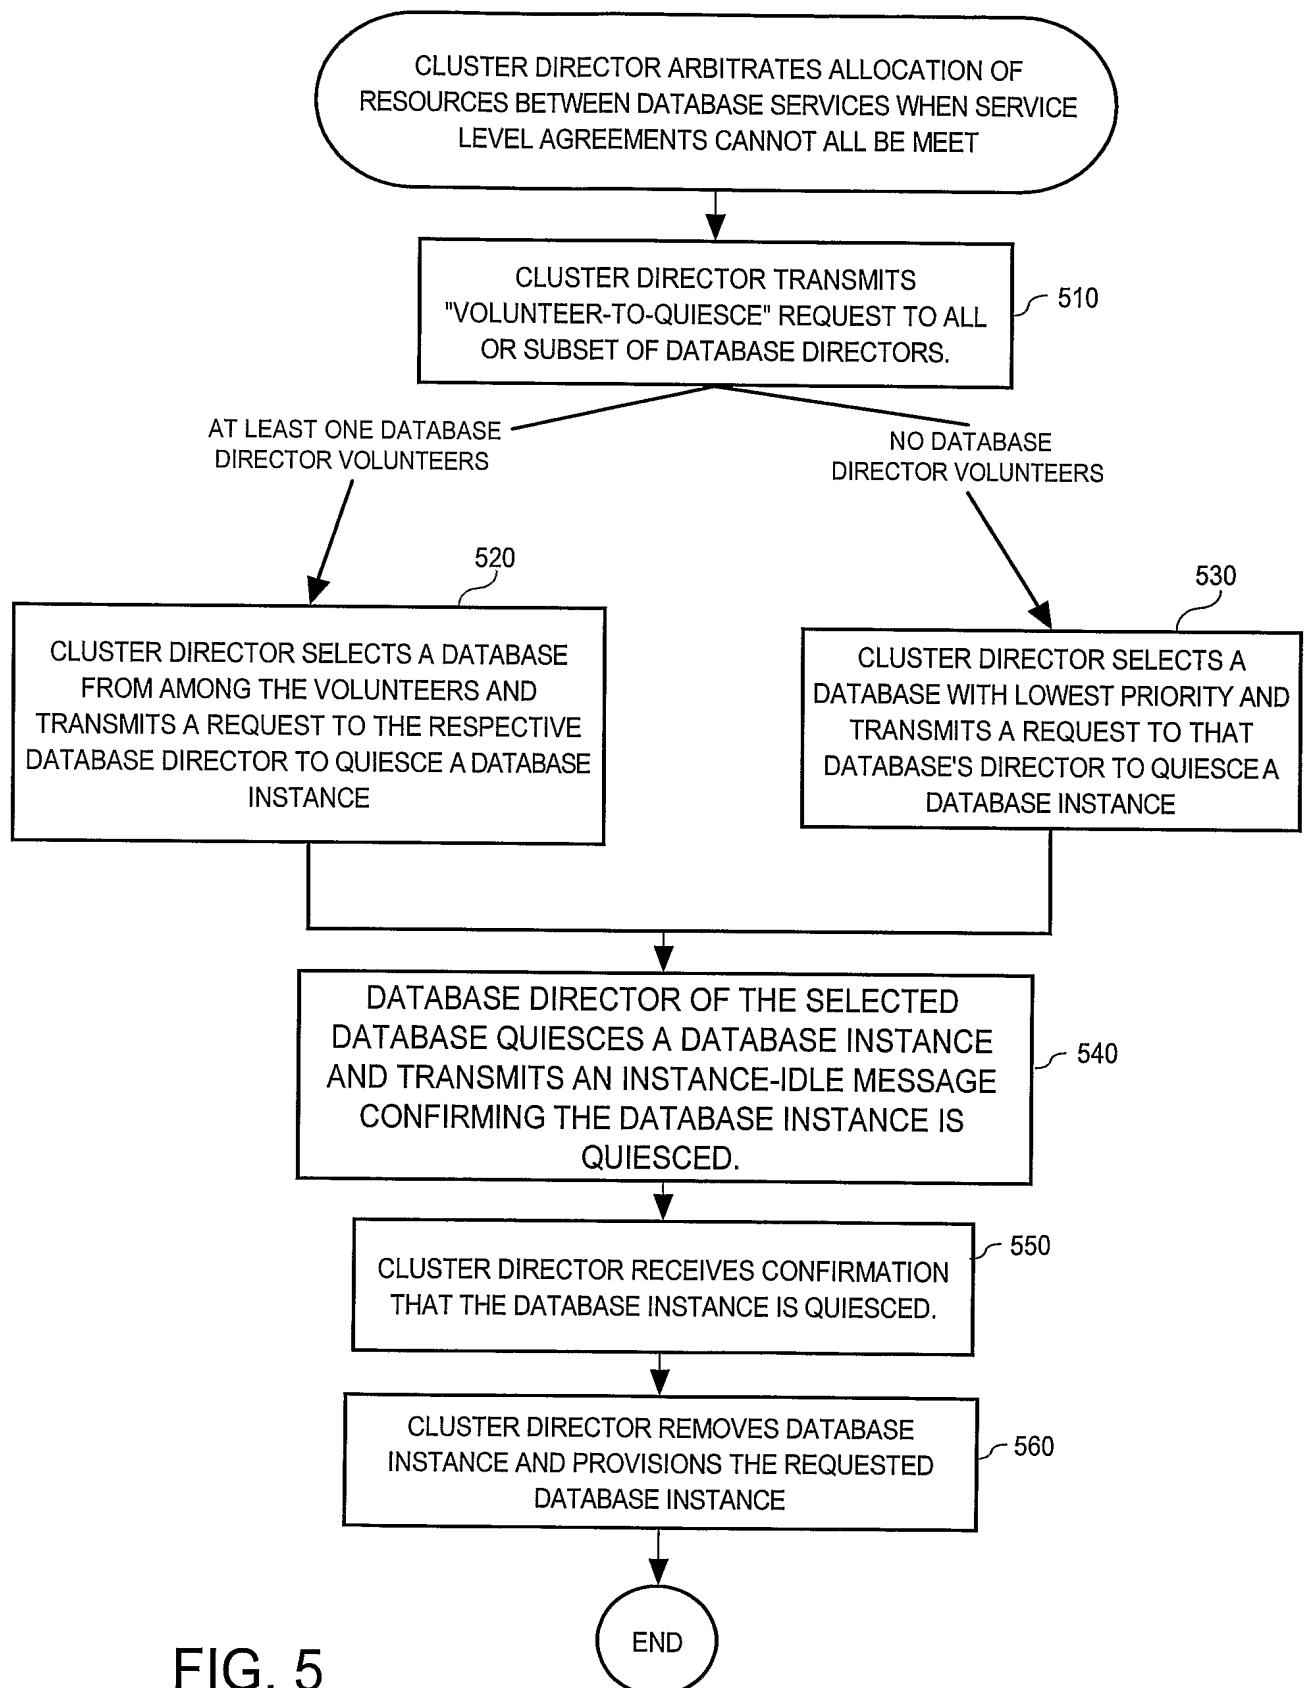 CLUSTER DIRECTOR ARBITRATES ALLOCATION OF
RESOURCES BETWEEN DATABASE SERVICES WHEN SERVICE
LEVEL AGREEMENTS CANNOT ALL BE MEET
CLUSTER DIRECTOR TRANSMITS
"VOLUNTEER-TO-QUIESCE" REQUEST TO ALL
OR SUBSET OF DATABASE DIRECTORS.
510
AT LEAST ONE DATABASE
DIRECTOR VOLUNTEERS
NO DATABASE
DIRECTOR VOLUNTEERS
520
CLUSTER DIRECTOR SELECTS A DATABASE
FROM AMONG THE VOLUNTEERS AND
TRANSMITS A REQUEST TO THE RESPECTIVE
DATABASE DIRECTOR TO QUIESCE A DATABASE
INSTANCE
530
CLUSTER DIRECTOR SELECTS A
DATABASE WITH LOWEST PRIORITY AND
TRANSMITS A REQUEST TO THAT
DATABASE'S DIRECTOR TO QUIESCE A
DATABASE INSTANCE
DATABASE DIRECTOR OF THE SELECTED
DATABASE QUIESCES A DATABASE INSTANCE
AND TRANSMITS AN INSTANCE-IDLE MESSAGE
CONFIRMING THE DATABASE INSTANCE IS
QUIESCED.
540
CLUSTER DIRECTOR RECEIVES CONFIRMATION
THAT THE DATABASE INSTANCE IS QUIESCED.
550
CLUSTER DIRECTOR REMOVES DATABASE
INSTANCE AND PROVISIONS THE REQUESTED
DATABASE INSTANCE
560
END
FIG. 5